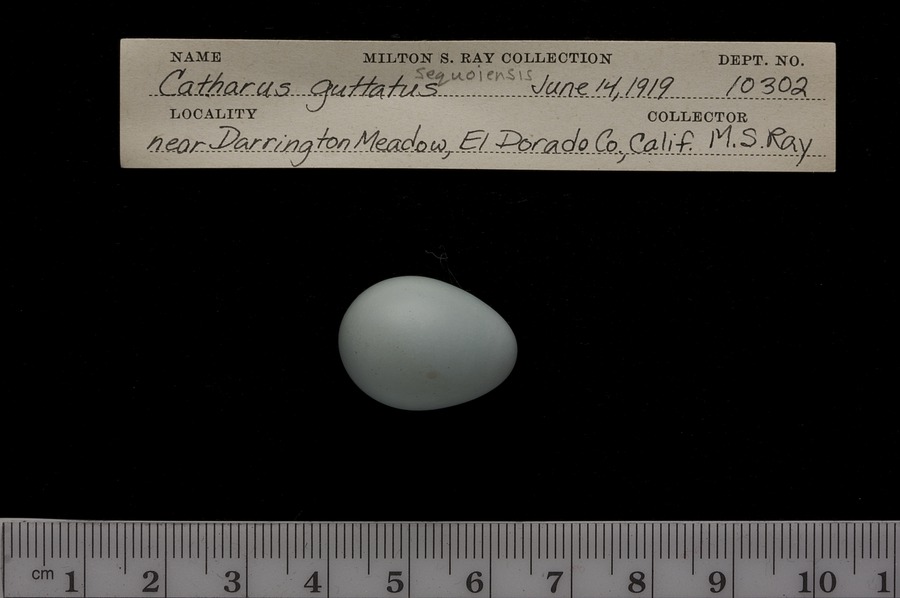 NAME MILTON S. RAY COLLECTION DEPT. NO.
sequoiensis
Catharus guttatus June 14, 1919 10302
LOCALITY COLLECTOR
near Darrington Meadow, El Dorado Co., Calif. M.S. Ray
cm 1 2 3 4 5 6 7 8 9 10 1